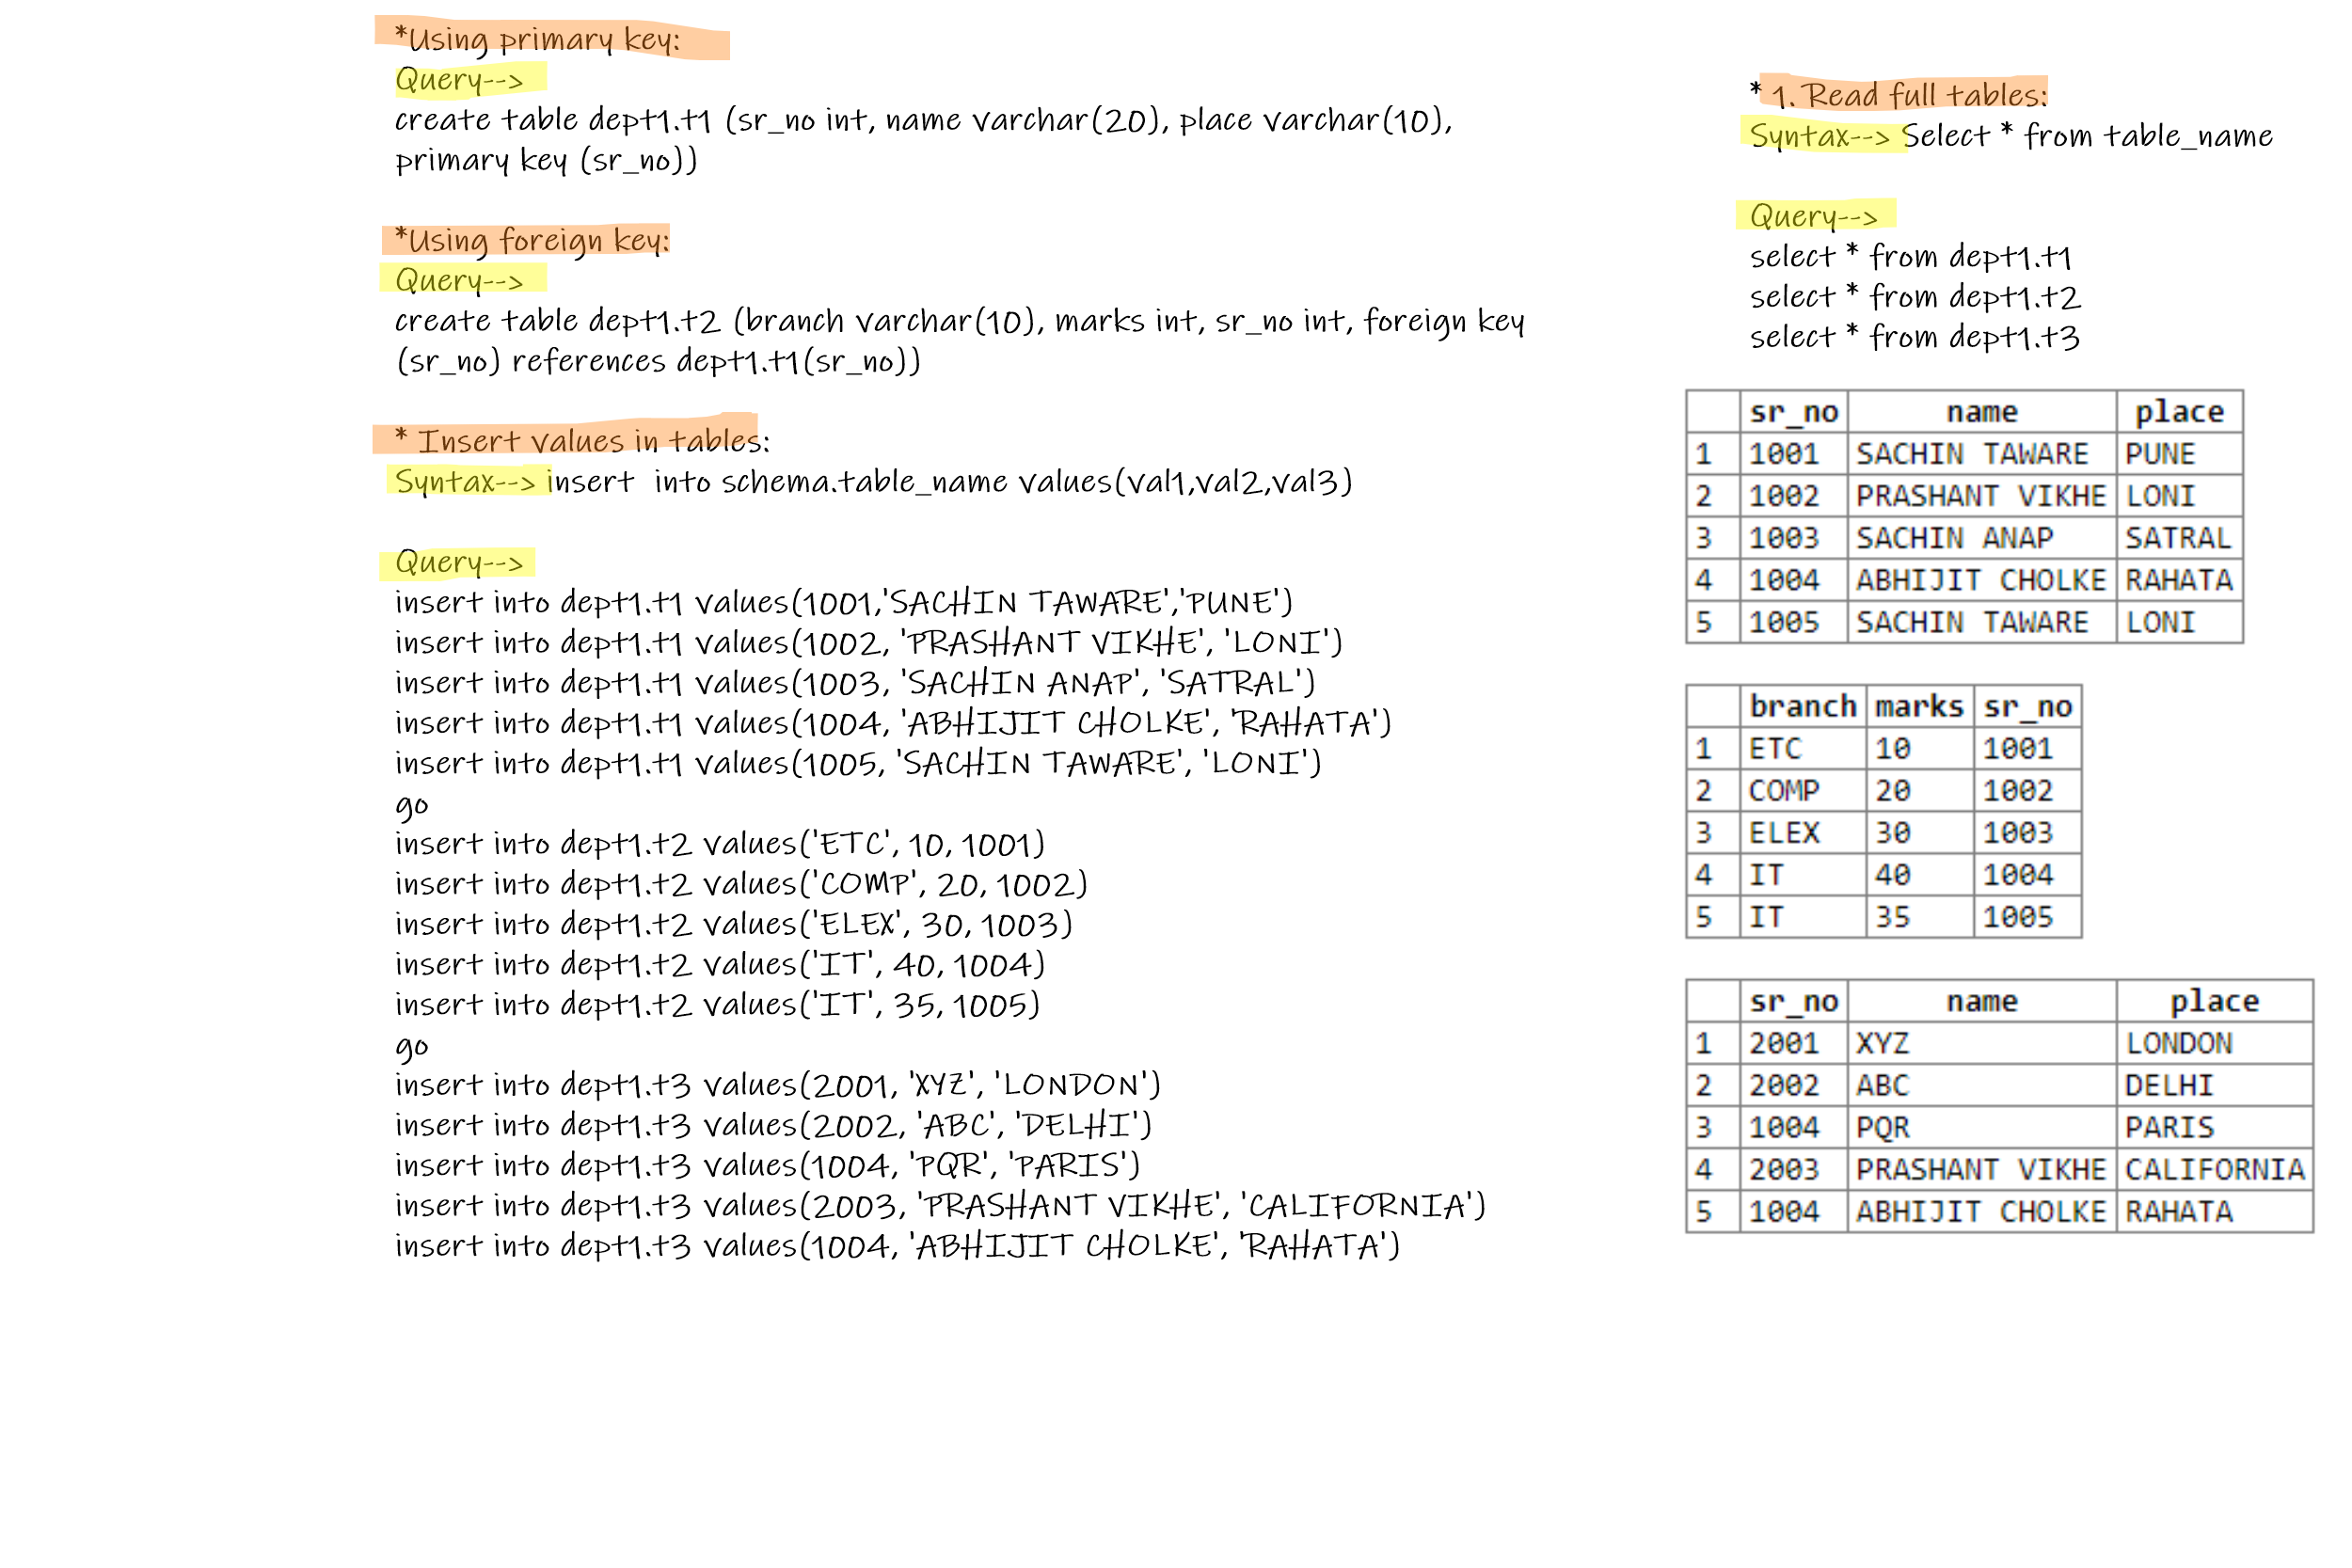 *Using primary key:
Query-->
create table dept1.t1 (sr_no int, name varchar(20), place varchar(10),
primary key (sr_no))
*Using foreign key:
Query-->
create table dept1.t2 (branch varchar(10), marks int, sr_no int, foreign key
(sr_no) references dept1.t1(sr_no))
* Insert values in tables:
Syntax--> insert  into schema.table_name values(val1,val2,val3)
Query-->
insert into dept1.t1 values(1001,'SACHIN TAWARE','PUNE')
insert into dept1.t1 values(1002, 'PRASHANT VIKHE', 'LONI')
insert into dept1.t1 values(1003, 'SACHIN ANAP', 'SATRAL')
insert into dept1.t1 values(1004, 'ABHIJIT CHOLKE', 'RAHATA')
insert into dept1.t1 values(1005, 'SACHIN TAWARE', 'LONI')
go
insert into dept1.t2 values('ETC', 10, 1001)
insert into dept1.t2 values('COMP', 20, 1002)
insert into dept1.t2 values('ELEX', 30, 1003)
insert into dept1.t2 values('IT', 40, 1004)
insert into dept1.t2 values('IT', 35, 1005)
go
insert into dept1.t3 values(2001, 'XYZ', 'LONDON')
insert into dept1.t3 values(2002, 'ABC', 'DELHI')
insert into dept1.t3 values(1004, 'PQR', 'PARIS')
insert into dept1.t3 values(2003, 'PRASHANT VIKHE', 'CALIFORNIA')
insert into dept1.t3 values(1004, 'ABHIJIT CHOLKE', 'RAHATA')
* 1. Read full tables:
Syntax--> Select * from table_name
Query-->
select * from dept1.t1
select * from dept1.t2
select * from dept1.t3
sr_no name place
1 1001 SACHIN TAWARE PUNE
2 1002 PRASHANT VIKHE LONI
3 1003 SACHIN ANAP SATRAL
4 1004 ABHIJIT CHOLKE RAHATA
5 1005 SACHIN TAWARE LONI
branch marks sr_no
1 ETC 10 1001
2 COMP 20 1002
3 ELEX 30 1003
4 IT 40 1004
5 IT 35 1005
sr_no name place
1 2001 XYZ LONDON
2 2002 ABC DELHI
3 1004 PQR PARIS
4 2003 PRASHANT VIKHE CALIFORNIA
5 1004 ABHIJIT CHOLKE RAHATA